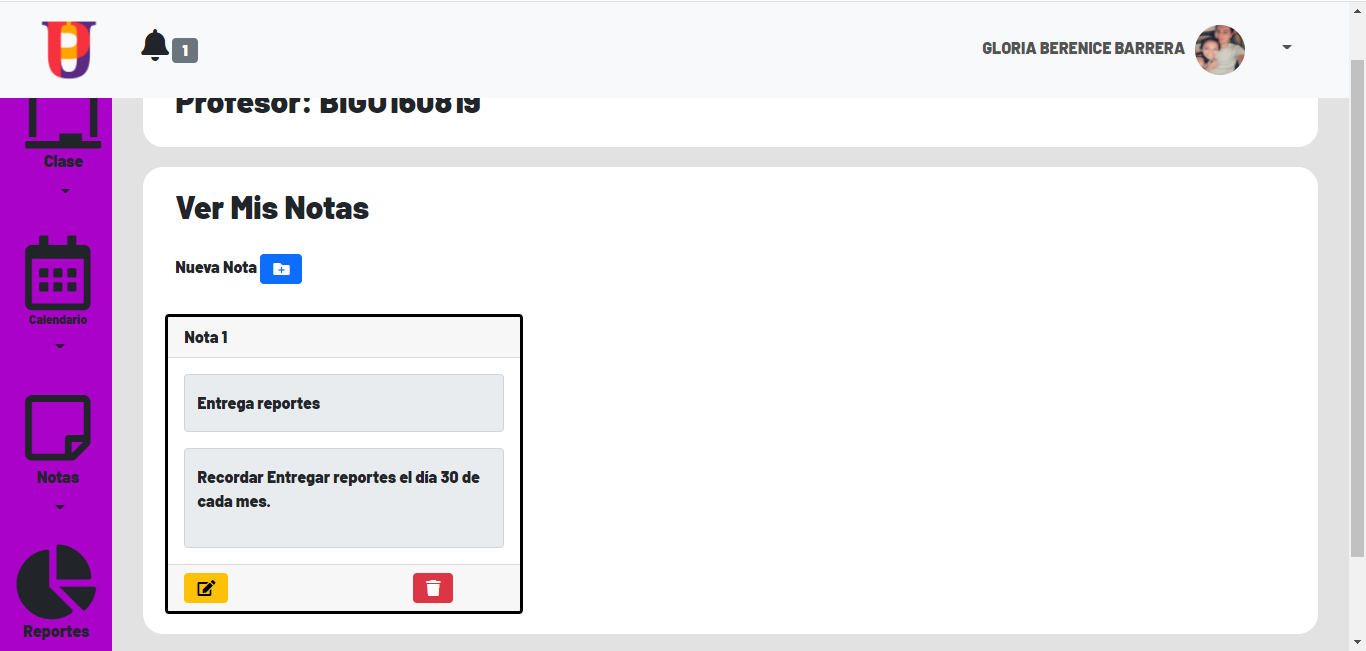 1
GLORIA BERENICE BARRERA
Profesor: BIGU160819
Clase
Ver Mis Notas
Nueva Nota
Calendario
Nota 1
Entrega reportes
Notas
Recordar Entregar reportes el día 30 de
cada mes.
Reportes